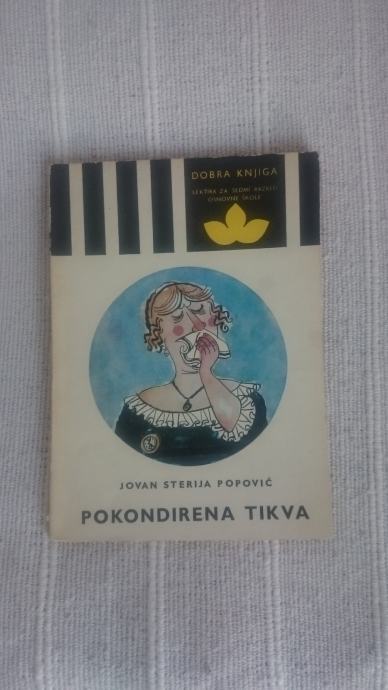 DOBRA KNJIGA
LEKTIRA ZA SEDMI RAZRED
OSNOVNE ŠKOLE
JOVAN STERIJA POPOVIĆ
POKONDIRENA TIKVA